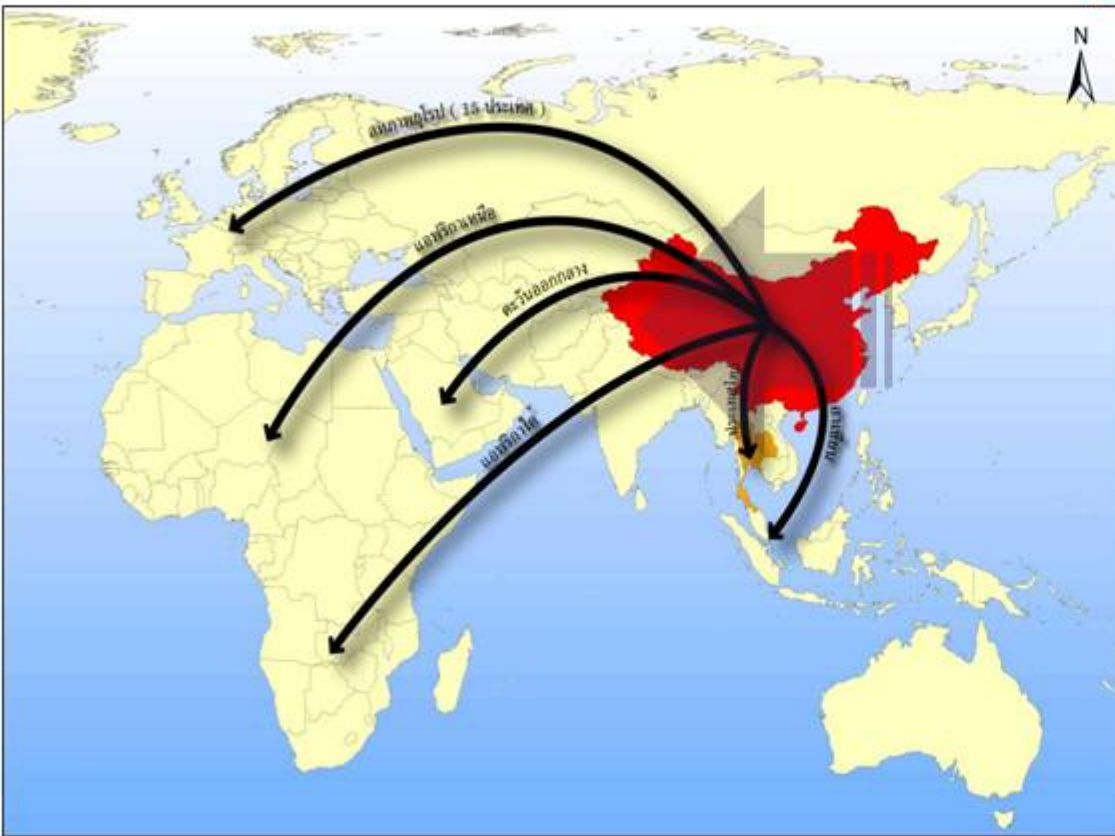 N
สหภาพยุโรป ( 15 ประเทศ )
แอฟริกาเหนือ
ตะวันออกกลาง
แอฟริกาใต้
ประเทศไทย